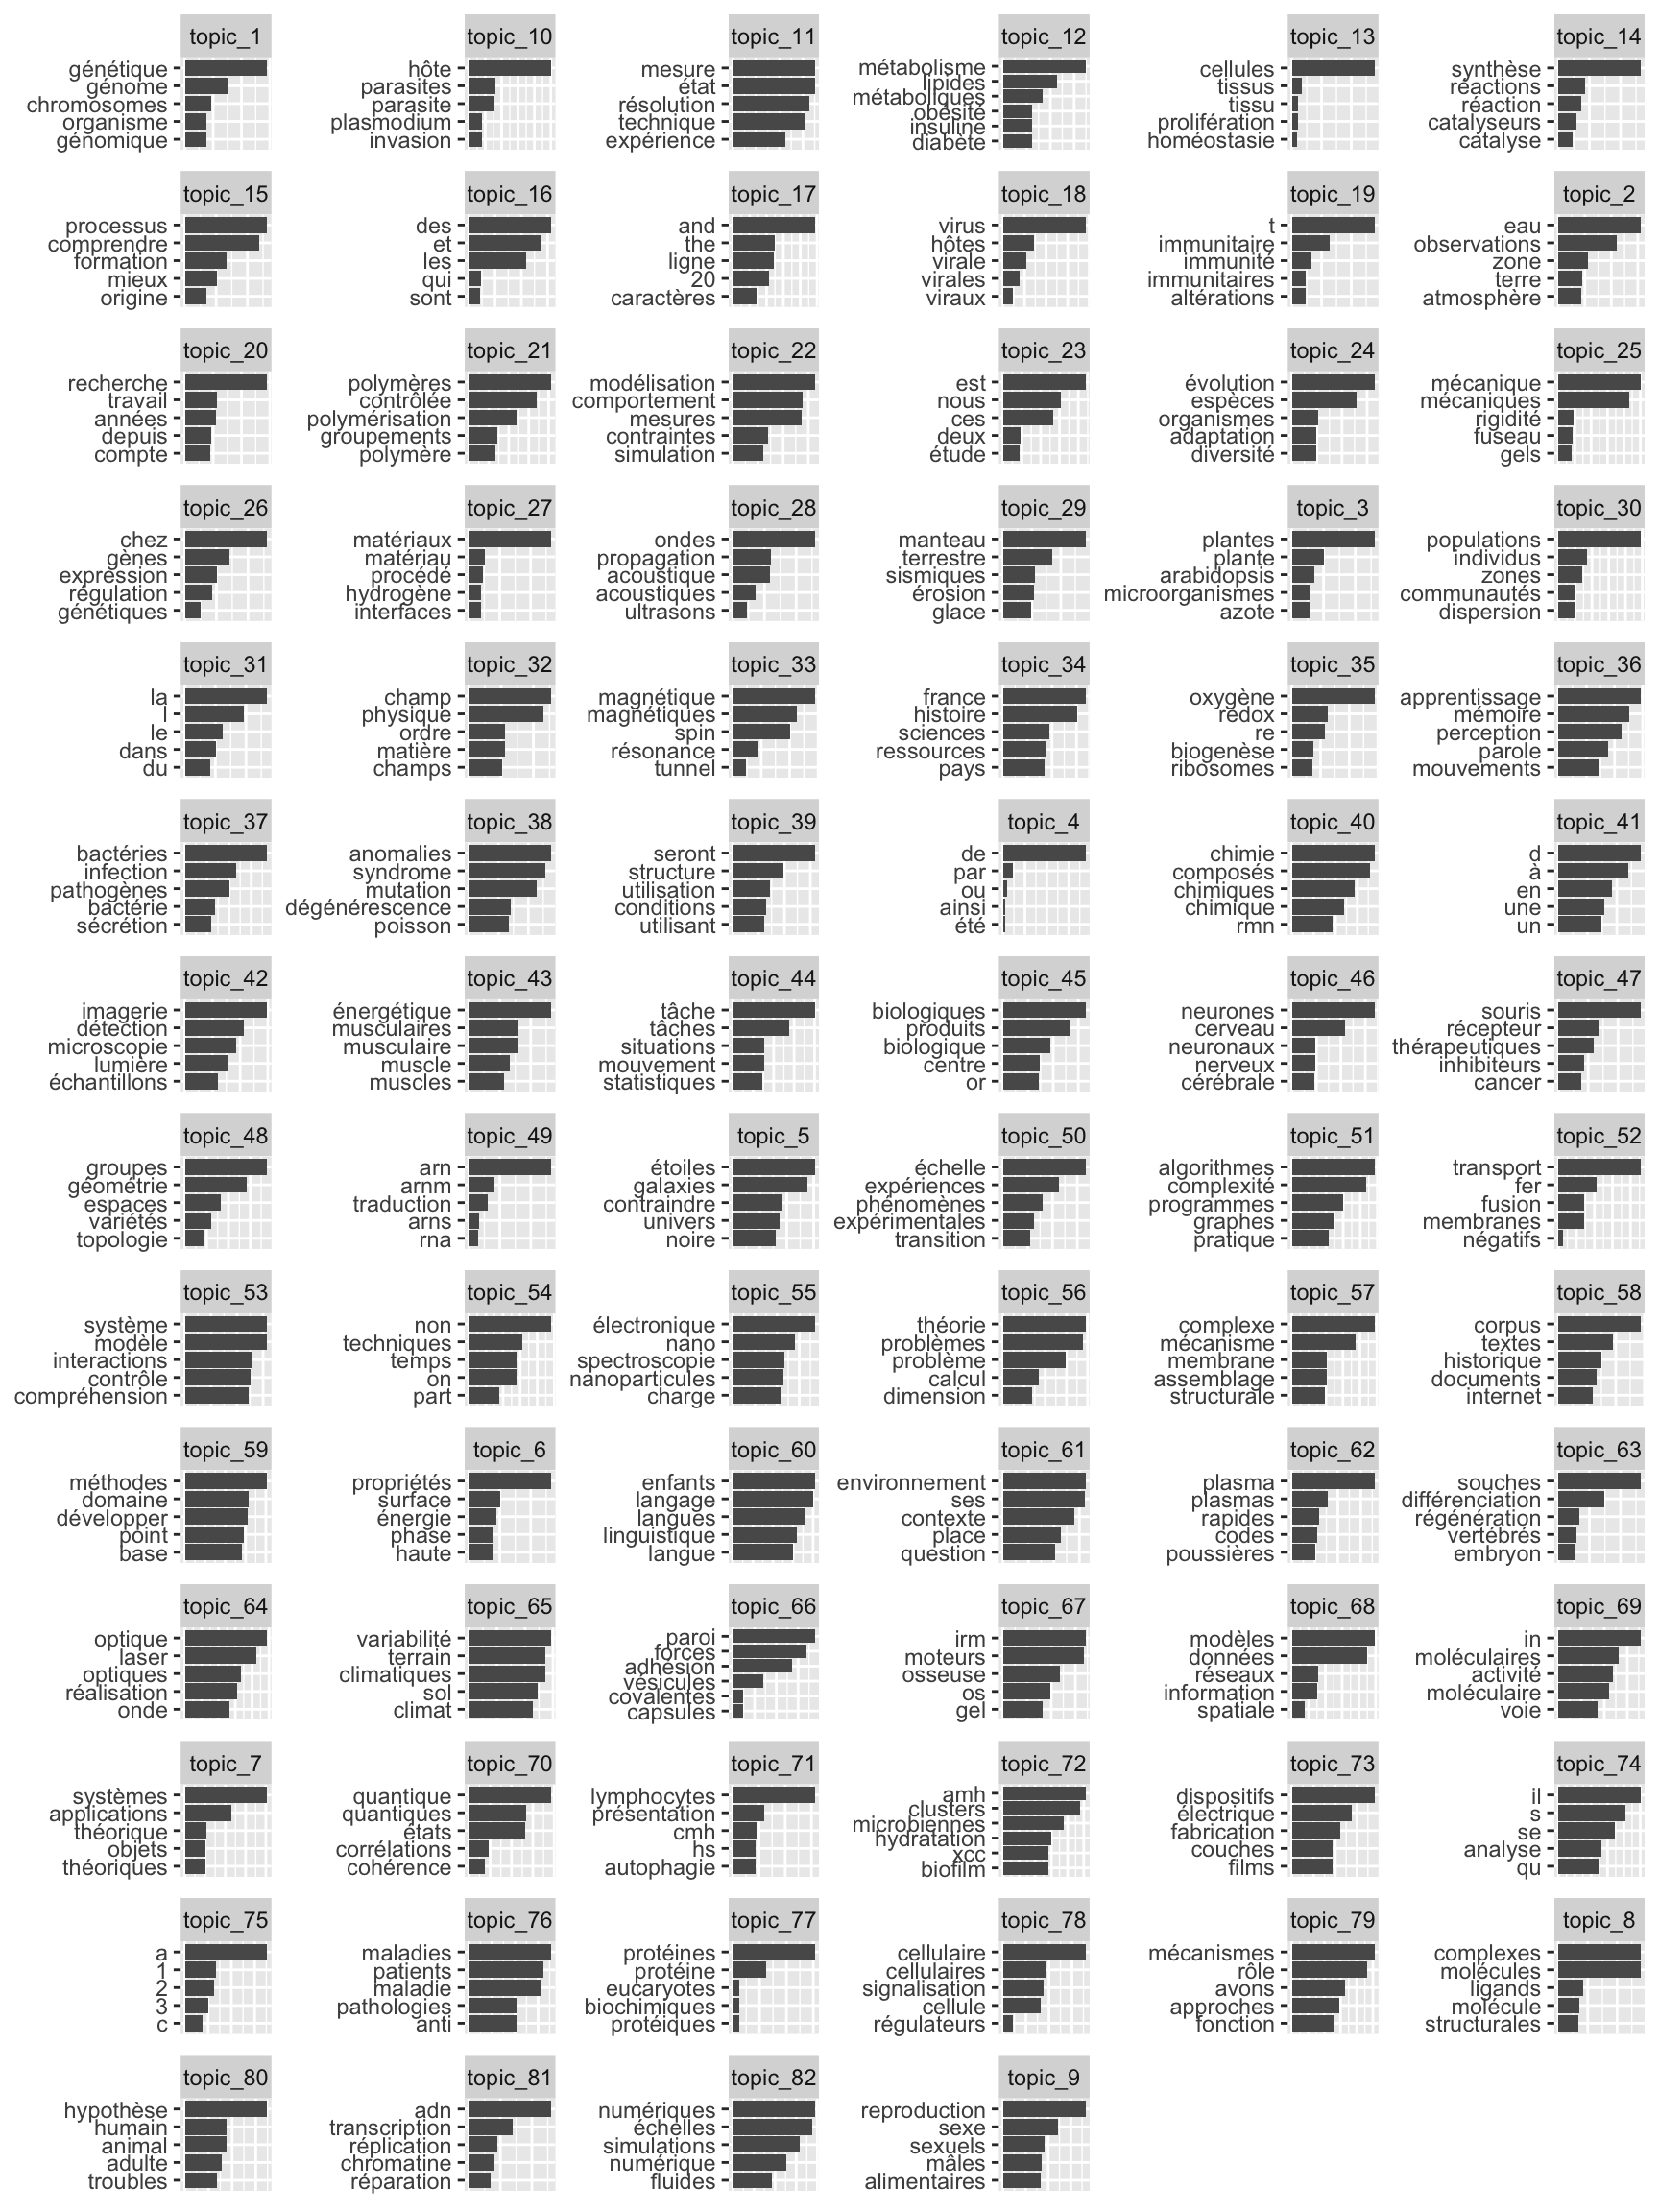 topic_1
génétique
génome
chromosomes
organisme
génomique
topic_10
hôte
parasites
parasite
plasmodium
invasion
topic_11
mesure
état
résolution
technique
expérience
topic_12
métabolisme
lipides
métaboliques
obésité
insuline
diabète
topic_13
cellules
tissus
tissu
prolifération
homéostasie
topic_14
synthèse
réactions
réaction
catalyseurs
catalyse
topic_15
processus
comprendre
formation
mieux
origine
topic_16
des
et
les
qui
sont
topic_17
and
the
ligne
20
caractères
topic_18
virus
hôtes
virale
virales
viraux
topic_19
t
immunitaire
immunité
immunitaires
altérations
topic_2
eau
observations
zone
terre
atmosphère
topic_20
recherche
travail
années
depuis
compte
topic_21
polymères
contrôlée
polymérisation
groupements
polymère
topic_22
modélisation
comportement
mesures
contraintes
simulation
topic_23
est
nous
ces
deux
étude
topic_24
évolution
espèces
organismes
adaptation
diversité
topic_25
mécanique
mécaniques
rigidité
fuseau
gels
topic_26
chez
gènes
expression
régulation
génétiques
topic_27
matériaux
matériau
procédé
hydrogène
interfaces
topic_28
ondes
propagation
acoustique
acoustiques
ultrasons
topic_29
manteau
terrestre
sismiques
érosion
glace
topic_3
plantes
plante
arabidopsis
microorganismes
azote
topic_30
populations
individus
zones
communautés
dispersion
topic_31
la
l
le
dans
du
topic_32
champ
physique
ordre
matière
champs
topic_33
magnétique
magnétiques
spin
résonance
tunnel
topic_34
france
histoire
sciences
ressources
pays
topic_35
oxygène
redox
re
biogenèse
ribosomes
topic_36
apprentissage
mémoire
perception
parole
mouvements
topic_37
bactéries
infection
pathogènes
bactérie
sécrétion
topic_38
anomalies
syndrome
mutation
dégénérescence
poisson
topic_39
seront
structure
utilisation
conditions
utilisant
topic_4
de
par
ou
ainsi
été
topic_40
chimie
composés
chimiques
chimique
rmn
topic_41
d
à
en
une
un
topic_42
imagerie
détection
microscopie
lumière
échantillons
topic_43
énergétique
musculaires
musculaire
muscle
muscles
topic_44
tâche
tâches
situations
mouvement
statistiques
topic_45
biologiques
produits
biologique
centre
or
topic_46
neurones
cerveau
neuronaux
nerveux
cérébrale
topic_47
souris
récepteur
thérapeutiques
inhibiteurs
cancer
topic_48
groupes
géométrie
espaces
variétés
topologie
topic_49
arn
arnm
traduction
arns
rna
topic_5
étoiles
galaxies
contraindre
univers
noire
topic_50
échelle
expériences
phénomènes
expérimentales
transition
topic_51
algorithmes
complexité
programmes
graphes
pratique
topic_52
transport
fer
fusion
membranes
négatifs
topic_53
système
modèle
interactions
contrôle
compréhension
topic_54
non
techniques
temps
on
part
topic_55
électronique
nano
spectroscopie
nanoparticules
charge
topic_56
théorie
problèmes
problème
calcul
dimension
topic_57
complexe
mécanisme
membrane
assemblage
structurale
topic_58
corpus
textes
historique
documents
internet
topic_59
méthodes
domaine
développer
point
base
topic_6
propriétés
surface
énergie
phase
haute
topic_60
enfants
langage
langues
linguistique
langue
topic_61
environnement
ses
contexte
place
question
topic_62
plasma
plasmas
rapides
codes
poussières
topic_63
souches
différenciation
régénération
vertébrés
embryon
topic_64
optique
laser
optiques
réalisation
onde
topic_65
variabilité
terrain
climatiques
sol
climat
topic_66
paroi
forces
adhésion
vésicules
covalentes
capsules
topic_67
irm
moteurs
osseuse
os
gel
topic_68
modèles
données
réseaux
information
spatiale
topic_69
in
moléculaires
activité
moléculaire
voie
topic_7
systèmes
applications
théorique
objets
théoriques
topic_70
quantique
quantiques
états
corrélations
cohérence
topic_71
lymphocytes
présentation
cmh
hs
autophagie
topic_72
amh
clusters
microbiennes
hydratation
xcc
biofilm
topic_73
dispositifs
électrique
fabrication
couches
films
topic_74
il
s
se
analyse
qu
topic_75
a
1
2
3
c
topic_76
maladies
patients
maladie
pathologies
anti
topic_77
protéines
protéine
eucaryotes
biochimiques
protéiques
topic_78
cellulaire
cellulaires
signalisation
cellule
régulateurs
topic_79
mécanismes
rôle
avons
approches
fonction
topic_8
complexes
molécules
ligands
molécule
structurales
topic_80
hypothèse
humain
animal
adulte
troubles
topic_81
adn
transcription
réplication
chromatine
réparation
topic_82
numériques
échelles
simulations
numérique
fluides
topic_9
reproduction
sexe
sexuels
mâles
alimentaires